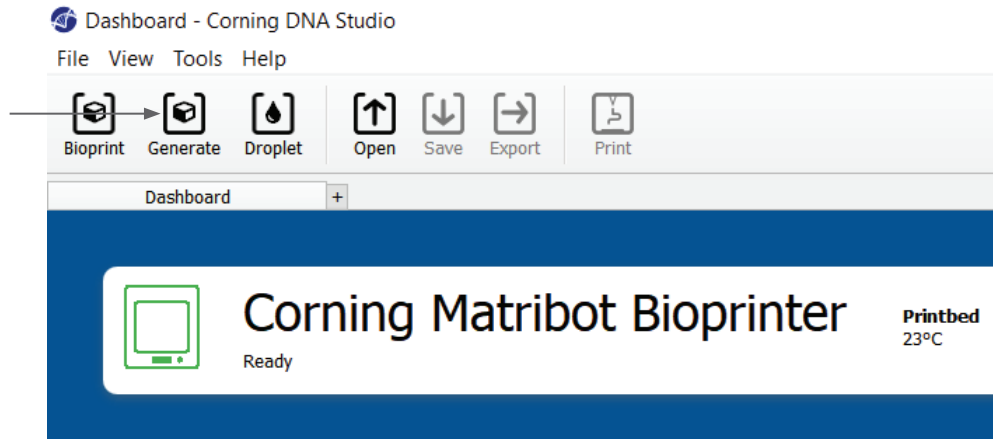 Dashboard - Corning DNA Studio
File View Tools Help
Bioprint Generate Droplet Open Save Export Print
Dashboard +
Corning Matribot Bioprinter
Ready
Printbed
23°C